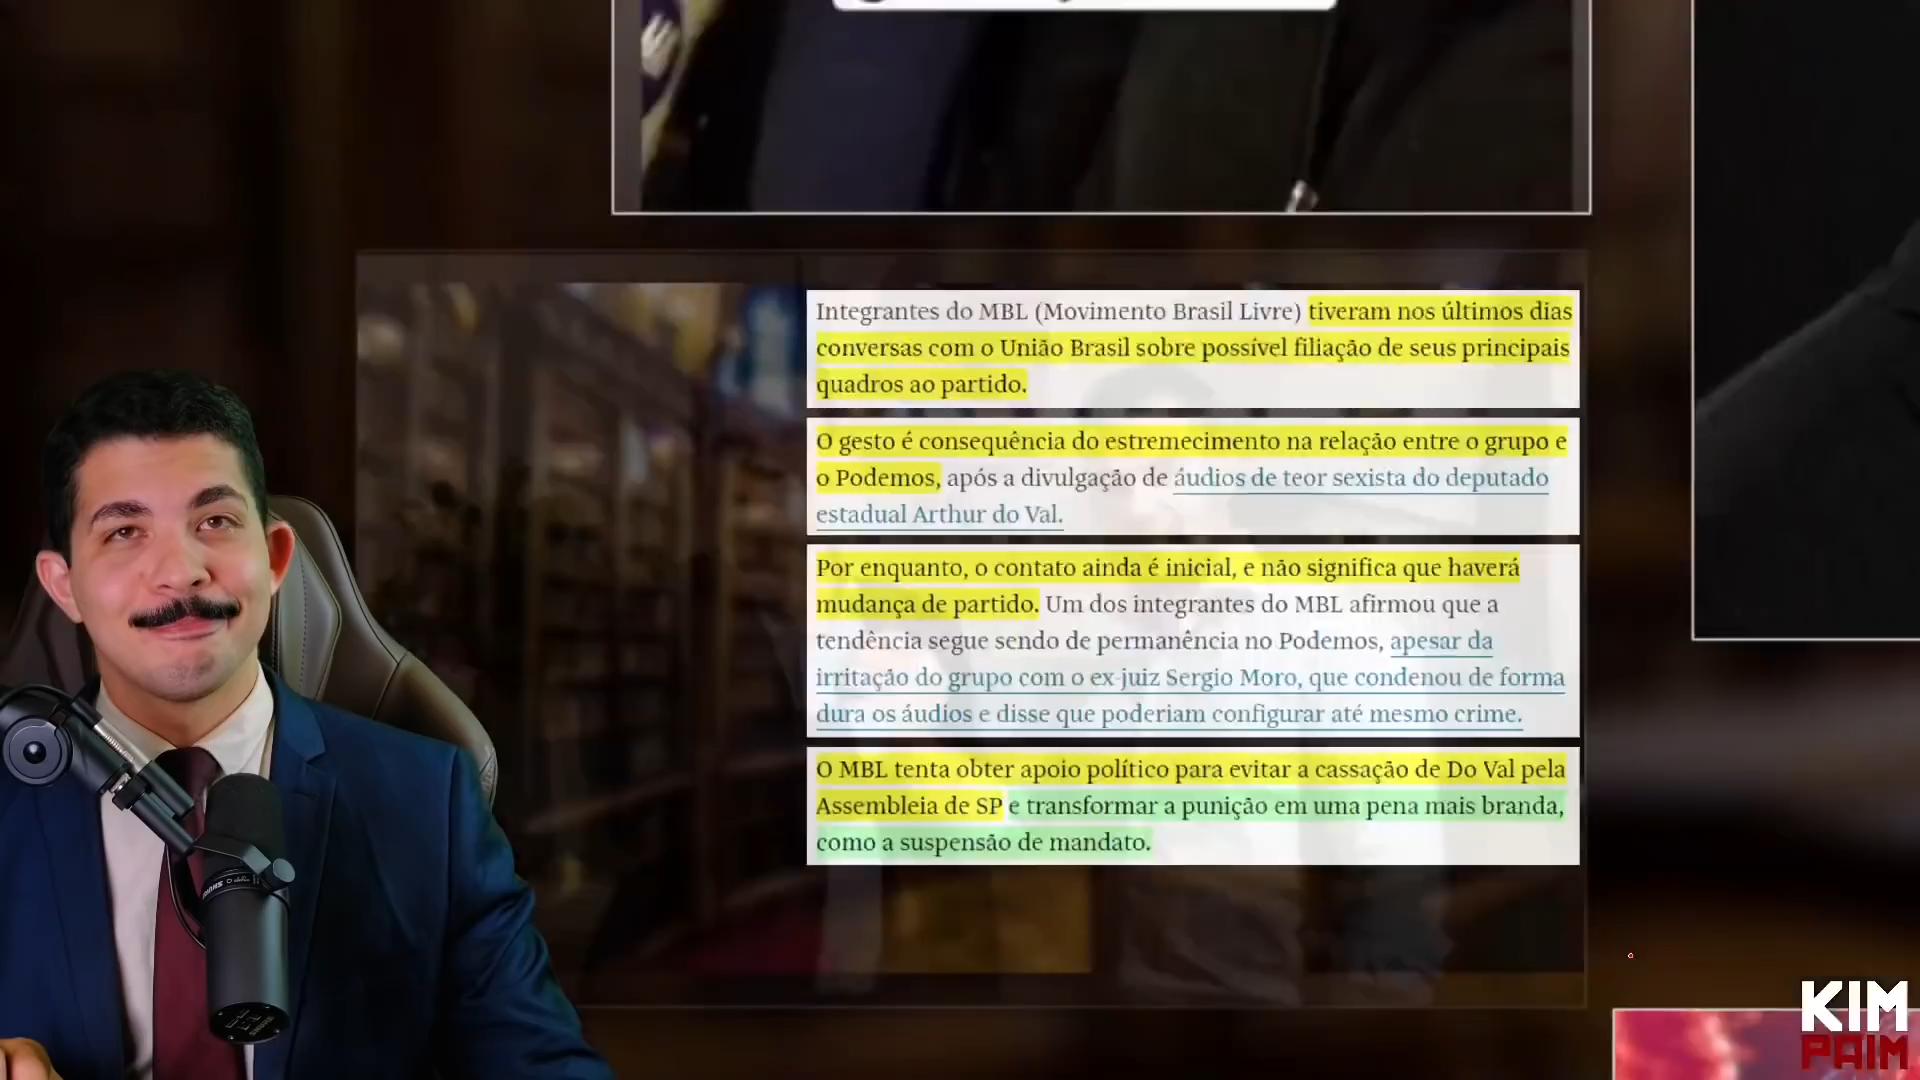 Integrantes do MBL (Movimento Brasil Livre) tiveram nos últimos dias
conversas com o União Brasil sobre possível filiação de seus principais
quadros ao partido.
O gesto é consequência do estremecimento na relação entre o grupo e
o Podemos, após a divulgação de áudios de teor sexista do deputado
estadual Arthur do Val.
Por enquanto, o contato ainda é inicial, e não significa que haverá
mudança de partido. Um dos integrantes do MBL afirmou que a
tendência segue sendo de permanência no Podemos, apesar da
irritação do grupo com o ex-juiz Sergio Moro, que condenou de forma
dura os áudios e disse que poderiam configurar até mesmo crime.
O MBL tenta obter apoio político para evitar a cassação de Do Val pela
Assembleia de SP e transformar a punição em uma pena mais branda,
como a suspensão de mandato.
SHURE
KIM
PAIM